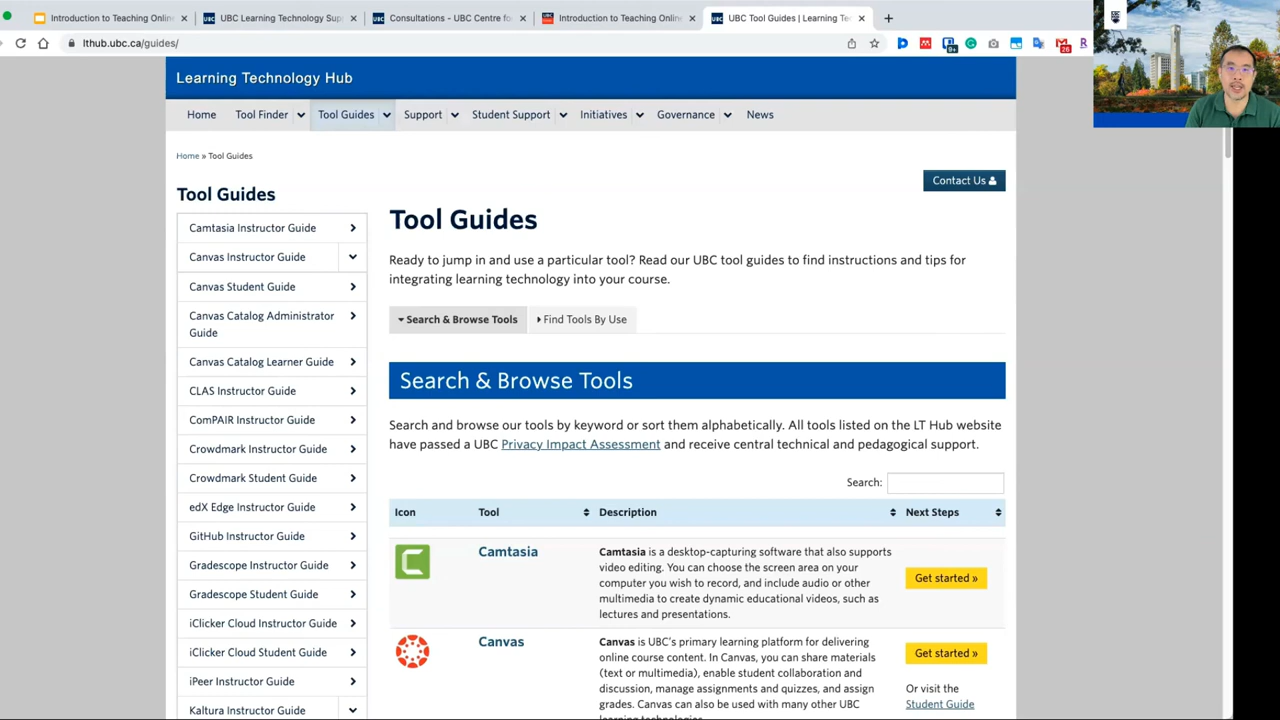 Introduction to Teaching Onlin
UBC Learning Technology Sup
Consultations - UBC Centre fo
Introduction to Teaching Onlin
UBC Tool Guides | Learning Te
lthub.ubc.ca/guides/
9+
26
Learning Technology Hub
Home
Tool Finder
Tool Guides
Support
Student Support
Initiatives
Governance
News
Home » Tool Guides
Contact Us
Tool Guides
Camtasia Instructor Guide
Canvas Instructor Guide
Canvas Student Guide
Canvas Catalog Administrator
Guide
Canvas Catalog Learner Guide
CLAS Instructor Guide
ComPAIR Instructor Guide
Crowdmark Instructor Guide
Crowdmark Student Guide
edX Edge Instructor Guide
GitHub Instructor Guide
Gradescope Instructor Guide
Gradescope Student Guide
iClicker Cloud Instructor Guide
iClicker Cloud Student Guide
iPeer Instructor Guide
Kaltura Instructor Guide
Tool Guides
Ready to jump in and use a particular tool? Read our UBC tool guides to find instructions and tips for
integrating learning technology into your course.
Search & Browse Tools
Find Tools By Use
Search & Browse Tools
Search and browse our tools by keyword or sort them alphabetically. All tools listed on the LT Hub website
have passed a UBC Privacy Impact Assessment and receive central technical and pedagogical support.
Search:
Icon
Tool
Description
Next Steps
Camtasia
Camtasia is a desktop-capturing software that also supports
video editing. You can choose the screen area on your
computer you wish to record, and include audio or other
multimedia to create dynamic educational videos, such as
lectures and presentations.
Get started »
Canvas
Canvas is UBC's primary learning platform for delivering
online course content. In Canvas, you can share materials
(text or multimedia), enable student collaboration and
discussion, manage assignments and quizzes, and assign
grades. Canvas can also be used with many other UBC
learning technologies.
Get started »
Or visit the
Student Guide